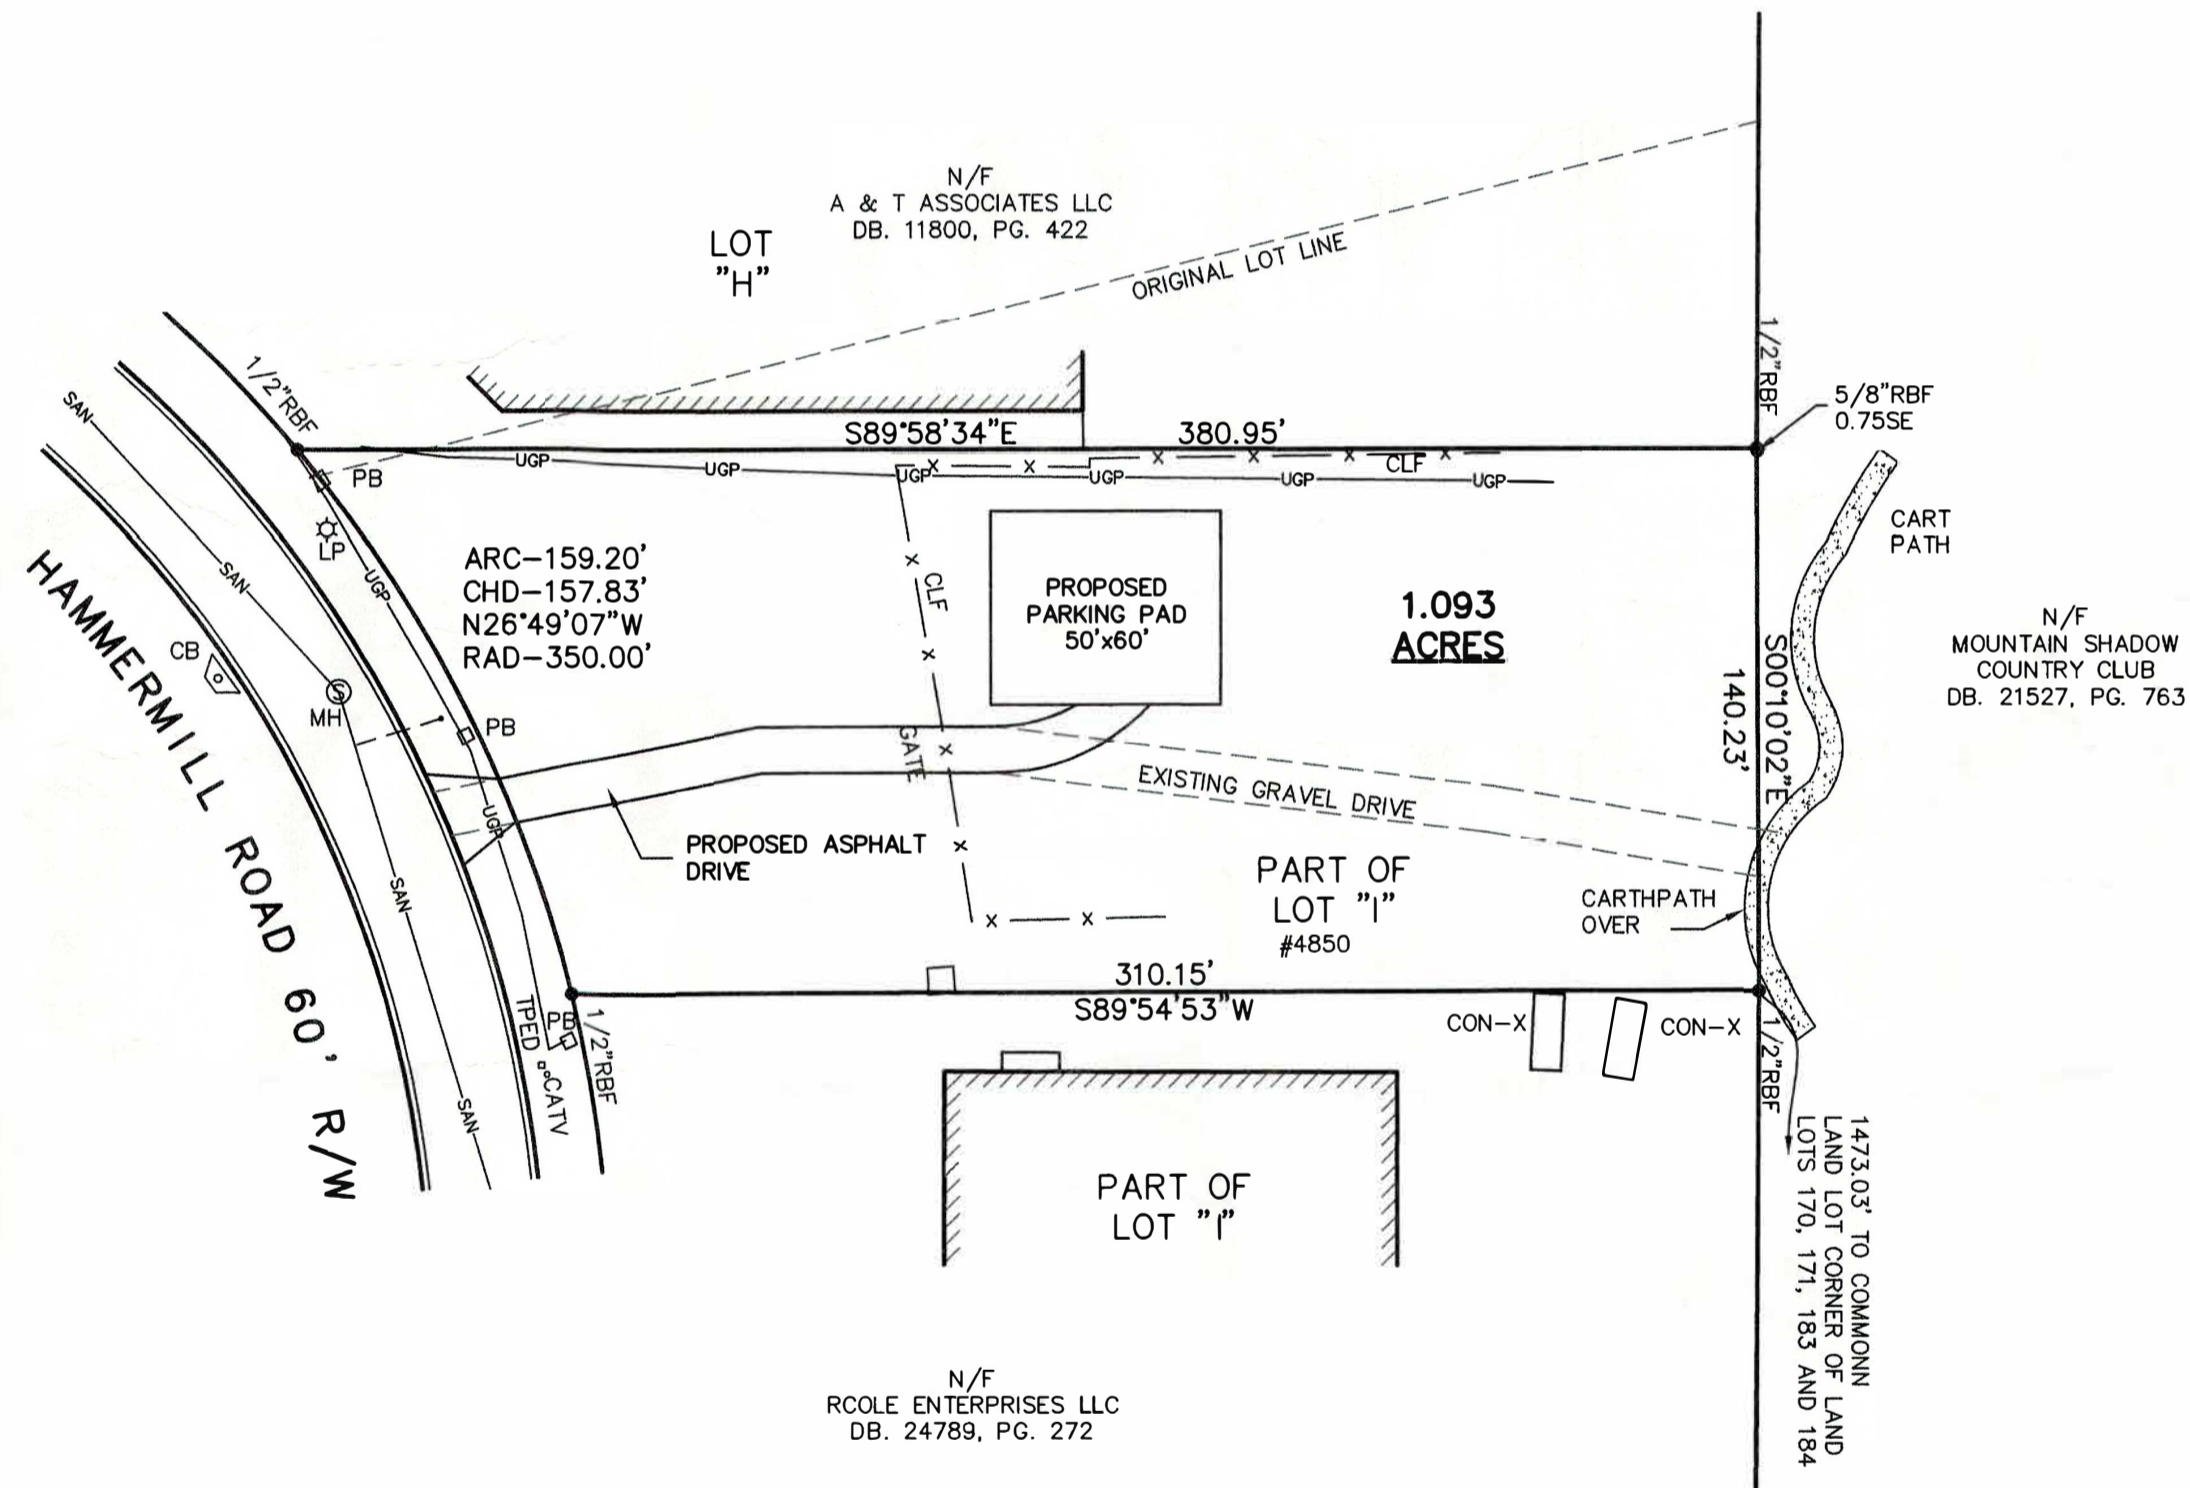 N/F
A & T ASSOCIATES LLC
DB. 11800, PG. 422
LOT
"H"
ORIGINAL LOT LINE
1/2"RBF
1/2"RBF
5/8"RBF
0.75SE
S89°58'34"E 380.95'
SAN
UGP
UGP
UGP
UGP
UGP
UGP
CLF
PB
LP
CART
PATH
ARC-159.20'
CHD-157.83'
N26°49'07"W
RAD-350.00'
UGP
SAN
CLF
PROPOSED
PARKING PAD
50'x60'
1.093
ACRES
N/F
MOUNTAIN SHADOW
COUNTRY CLUB
DB. 21527, PG. 763
S00°10'02"E
140.23'
HAMMERMILL ROAD 60' R/W
CB
S
MH
PB
GATE
EXISTING GRAVEL DRIVE
UGP
PROPOSED ASPHALT
DRIVE
PART OF
LOT "I"
#4850
CARTHPATH
OVER
SAN
310.15'
S89°54'53"W
TPED
PB
1/2"RBF
CATV
SAN
CON-X
CON-X
1/2"RBF
1473.03' TO COMMONN
LAND LOT CORNER OF LAND
LOTS 170, 171, 183 AND 184
PART OF
LOT "I"
N/F
RCOLE ENTERPRISES LLC
DB. 24789, PG. 272